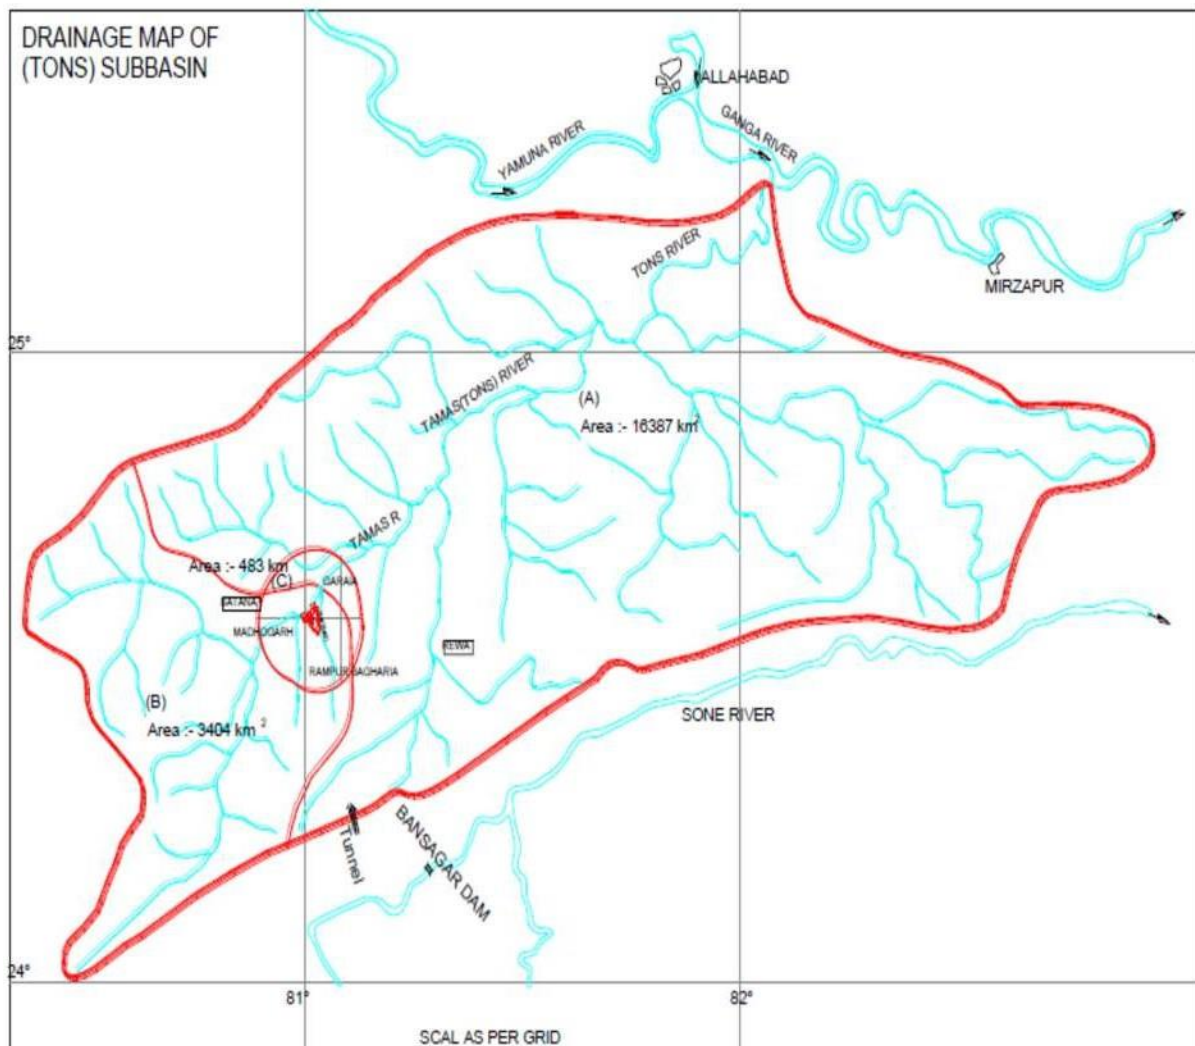 DRAINAGE MAP OF
(TONS) SUBBASIN
ALLAHABAD
GANGA RIVER
YAMUNA RIVER
TONS RIVER
MIRZAPUR
25°
TAMAS(TONS) RIVER
(A)
Area :- 16387 km²
TAMAS R
Area :- 483 km
(C)
SATANA
MADHOGARH
RAMPUR BAGHARIA
REWA
(B)
Area :- 3404 km²
SONE RIVER
Tunnel
BANSAGAR DAM
24°
81°
82°
SCAL AS PER GRID